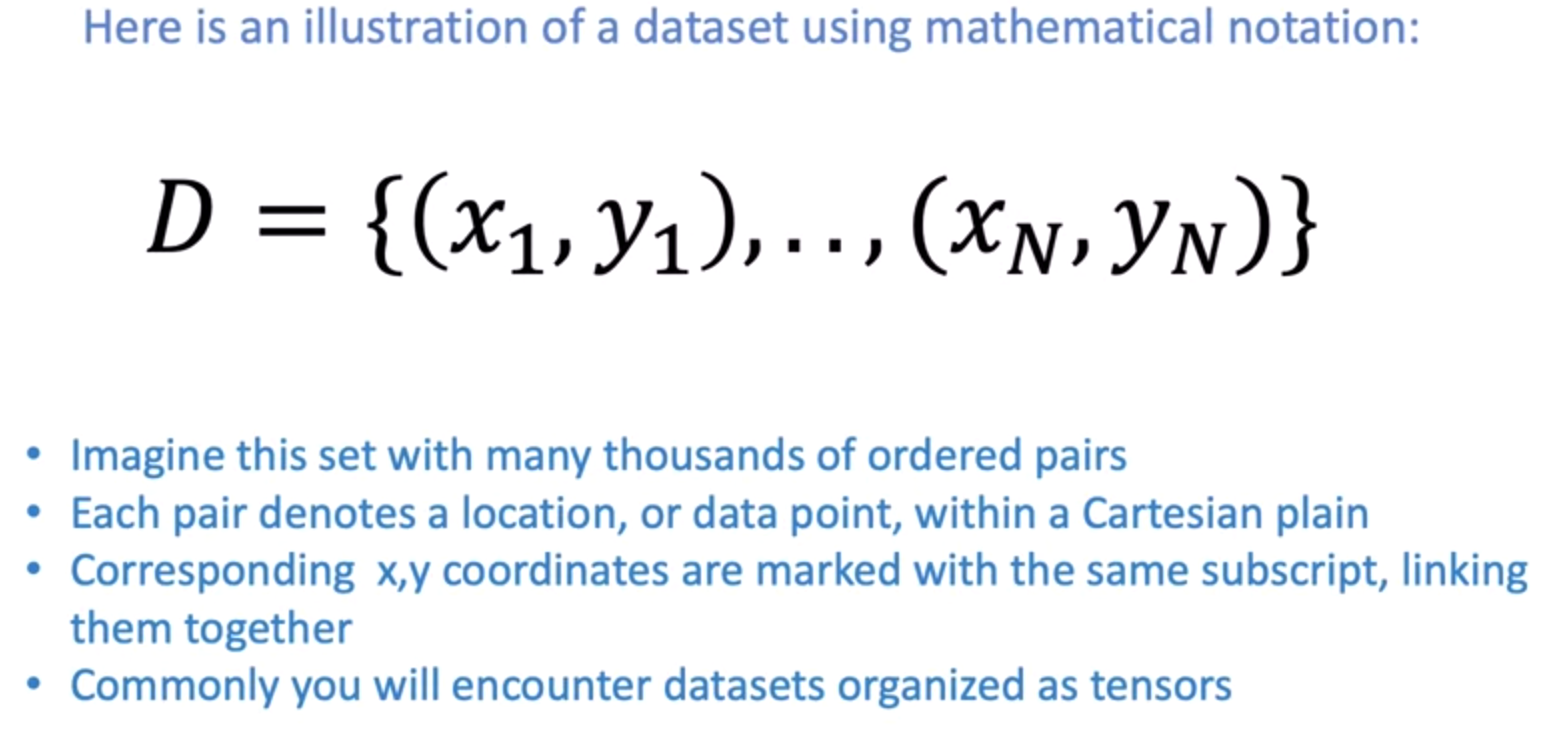 Here is an illustration of a dataset using mathematical notation:
D = {(x₁, y₁), . . , (x_N, y_N)}
• Imagine this set with many thousands of ordered pairs
• Each pair denotes a location, or data point, within a Cartesian plain
• Corresponding  x,y coordinates are marked with the same subscript, linking
them together
• Commonly you will encounter datasets organized as tensors